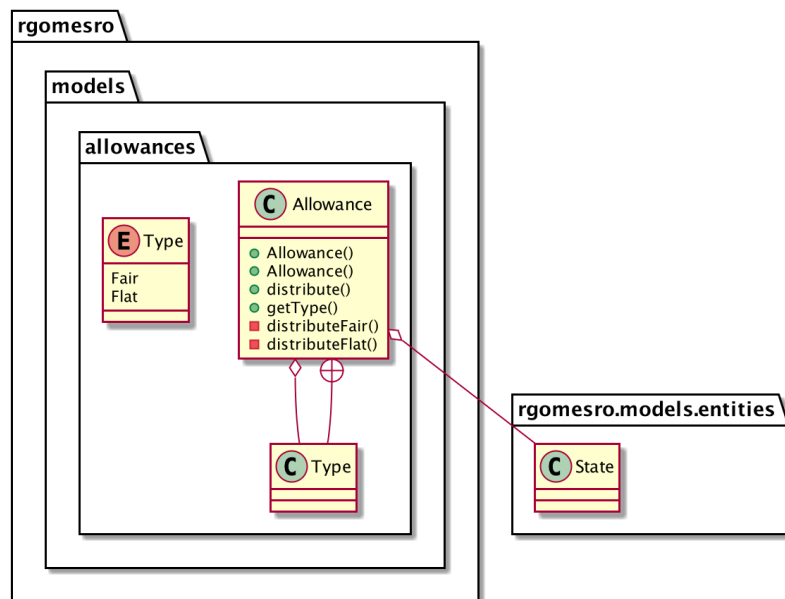 rgomesro
models
allowances
C Allowance
E Type
Fair
Flat
Allowance()
Allowance()
distribute()
getType()
distributeFair()
distributeFlat()
rgomesro.models.entities
C Type
C State